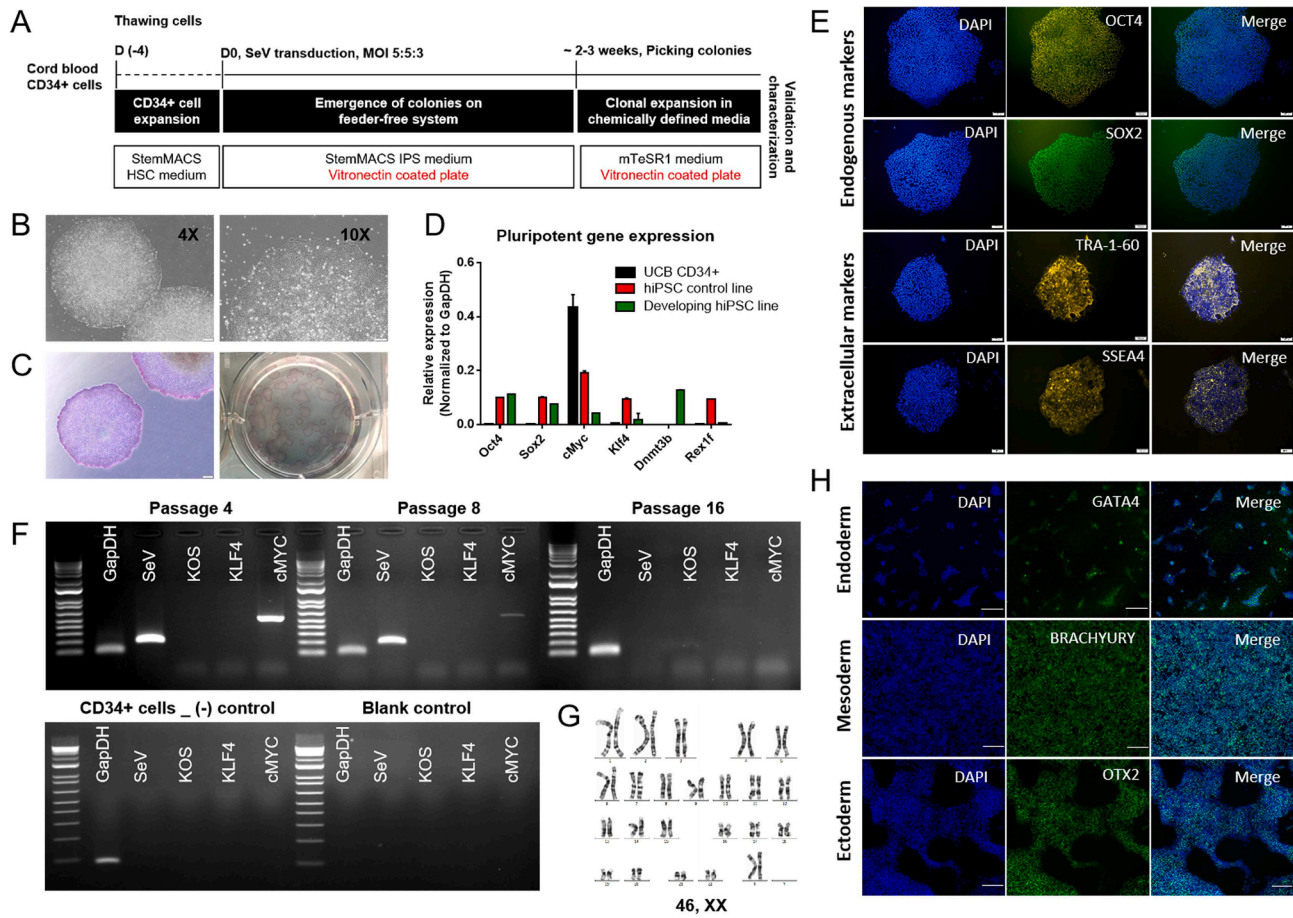 A
Thawing cells
D (-4)
D0, SeV transduction, MOI 5:5:3
~ 2-3 weeks, Picking colonies
Cord blood
CD34+ cells
CD34+ cell
expansion
Emergence of colonies on
feeder-free system
Clonal expansion in
chemically defined media
StemMACS
HSC medium
StemMACS IPS medium
Vitronectin coated plate
mTeSR1 medium
Vitronectin coated plate
Validation and
characterization
B
4X
10X
C
D
Pluripotent gene expression
Relative expression
(Normalized to GapDH)
0.6
0.4
0.2
0.0
UCB CD34+
hiPSC control line
Developing hiPSC line
Oct4
Sox2
cMyc
Klf4
Dnmt3b
Rex1f
E
Endogenous markers
Extracellular markers
DAPI
OCT4
Merge
DAPI
SOX2
Merge
DAPI
TRA-1-60
Merge
DAPI
SSEA4
Merge
F
Passage 4
Passage 8
Passage 16
GapDH
SeV
KOS
KLF4
cMYC
GapDH
SeV
KOS
KLF4
cMYC
GapDH
SeV
KOS
KLF4
cMYC
CD34+ cells _ (-) control
Blank control
GapDH
SeV
KOS
KLF4
cMYC
GapDH
SeV
KOS
KLF4
cMYC
G
46, XX
H
Endoderm
Mesoderm
Ectoderm
DAPI
GATA4
Merge
DAPI
BRACHYURY
Merge
DAPI
OTX2
Merge